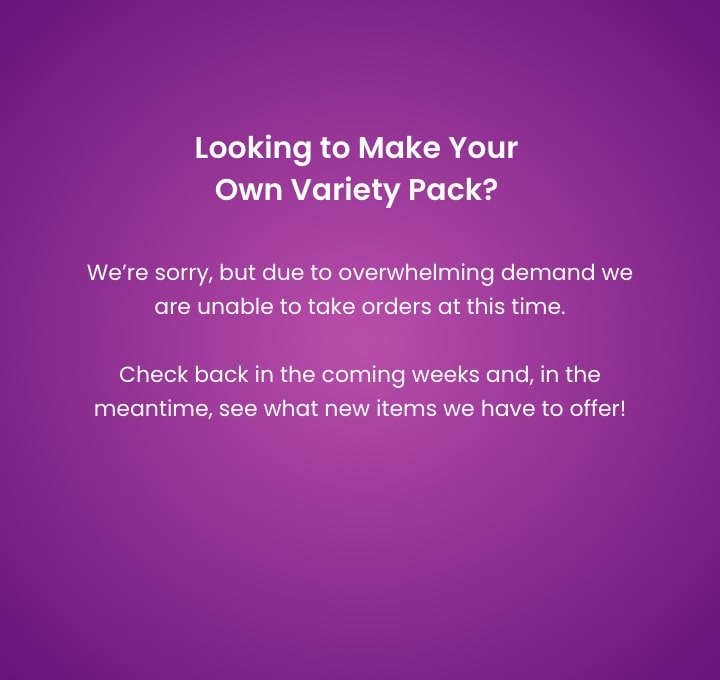 Looking to Make Your
Own Variety Pack?
We’re sorry, but due to overwhelming demand we
are unable to take orders at this time.
Check back in the coming weeks and, in the
meantime, see what new items we have to offer!